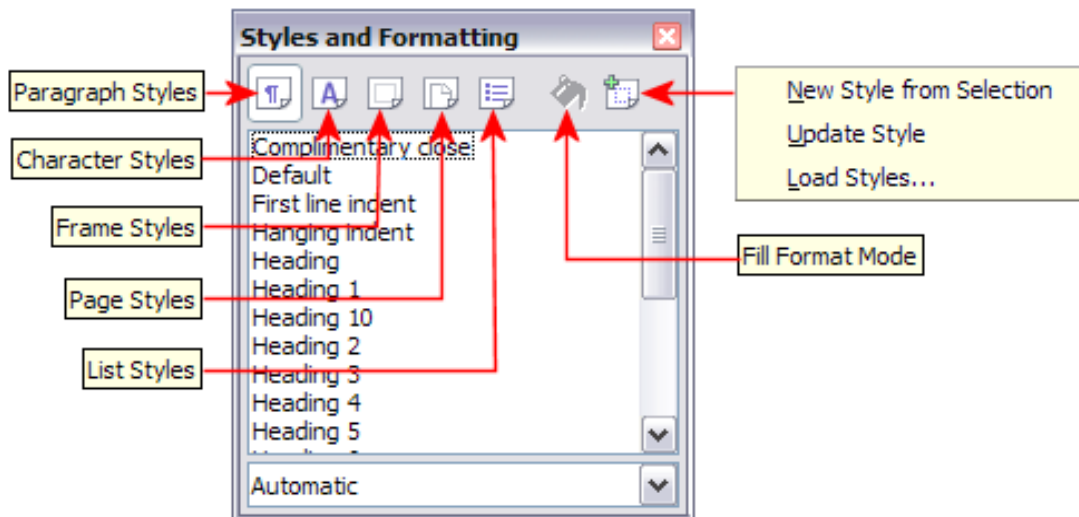 Styles and Formatting
Paragraph Styles
Character Styles
Frame Styles
Page Styles
List Styles
Complimentary close
Default
First line indent
Hanging indent
Heading
Heading 1
Heading 10
Heading 2
Heading 3
Heading 4
Heading 5
Automatic
New Style from Selection
Update Style
Load Styles...
Fill Format Mode